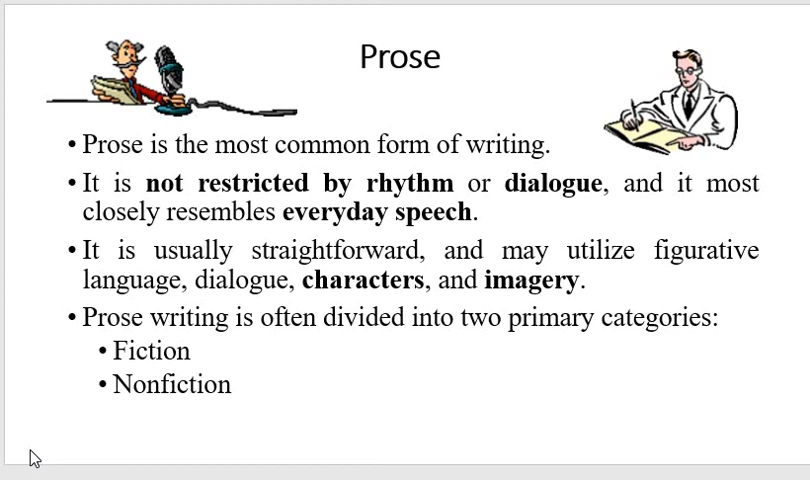 Prose
• Prose is the most common form of writing.
• It is not restricted by rhythm or dialogue, and it most
closely resembles everyday speech.
• It is usually straightforward, and may utilize figurative
language, dialogue, characters, and imagery.
• Prose writing is often divided into two primary categories:
• Fiction
• Nonfiction